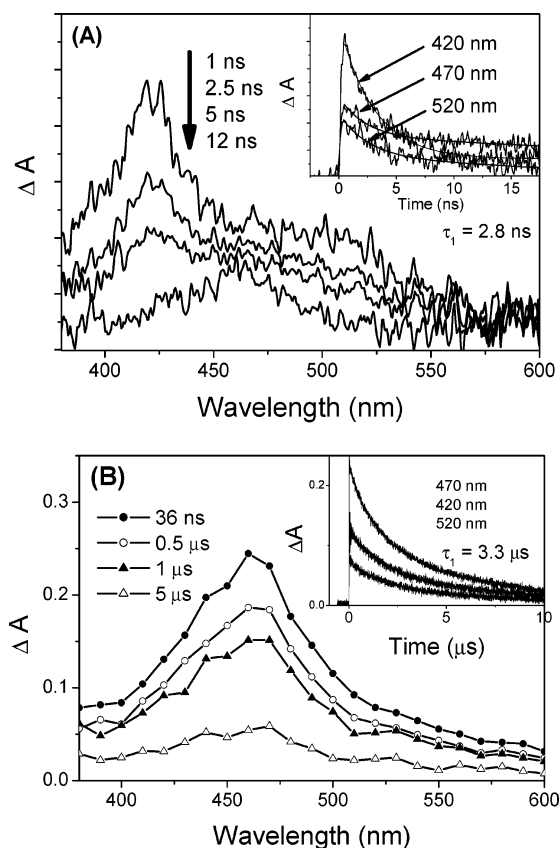 (A)
1 ns
2.5 ns
5 ns
12 ns
Δ A
420 nm
470 nm
520 nm
0 5 10 15
Time (ns)
τ1 = 2.8 ns
Δ A
400 450 500 550 600
Wavelength (nm)
(B)
36 ns
0.5 μs
1 μs
5 μs
0.3
0.2
0.1
0.0
Δ A
0.2
0.0
ΔA
470 nm
420 nm
520 nm
τ1 = 3.3 μs
0 5 10
Time (μs)
400 450 500 550 600
Wavelength (nm)